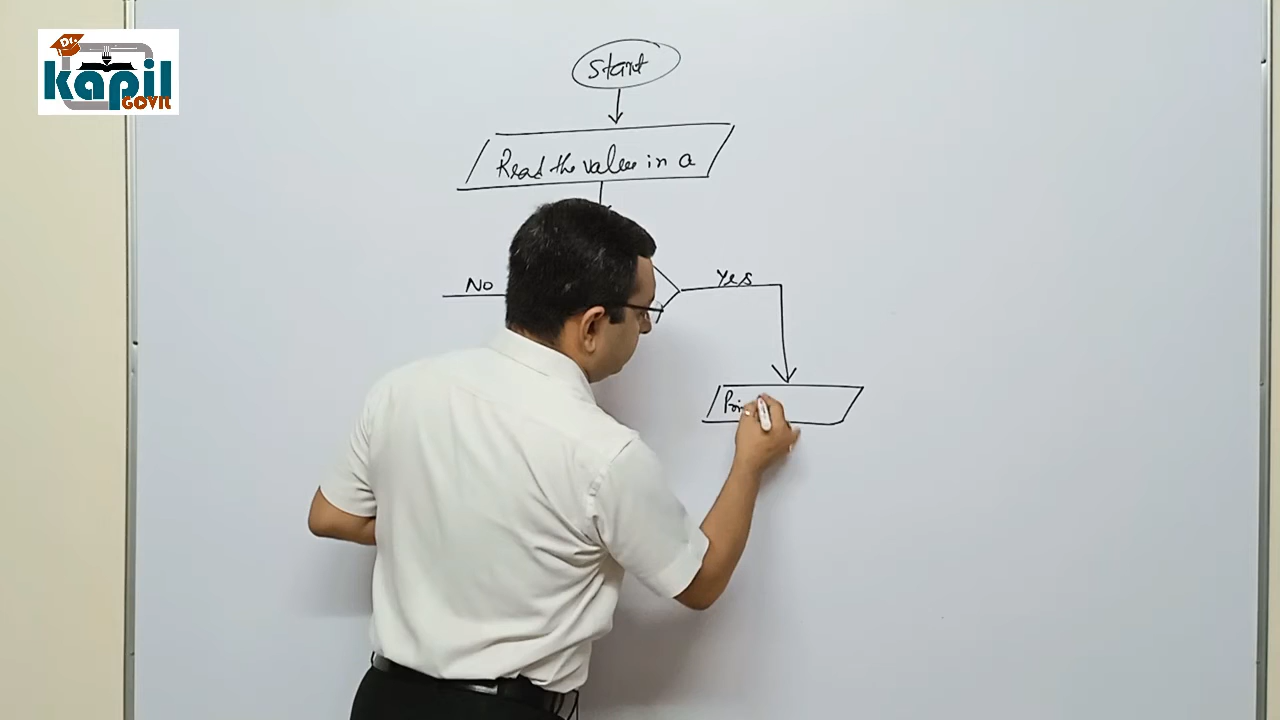 Dr.
Kapil
GOVIL
Start
Read the value in a
NO
Yes